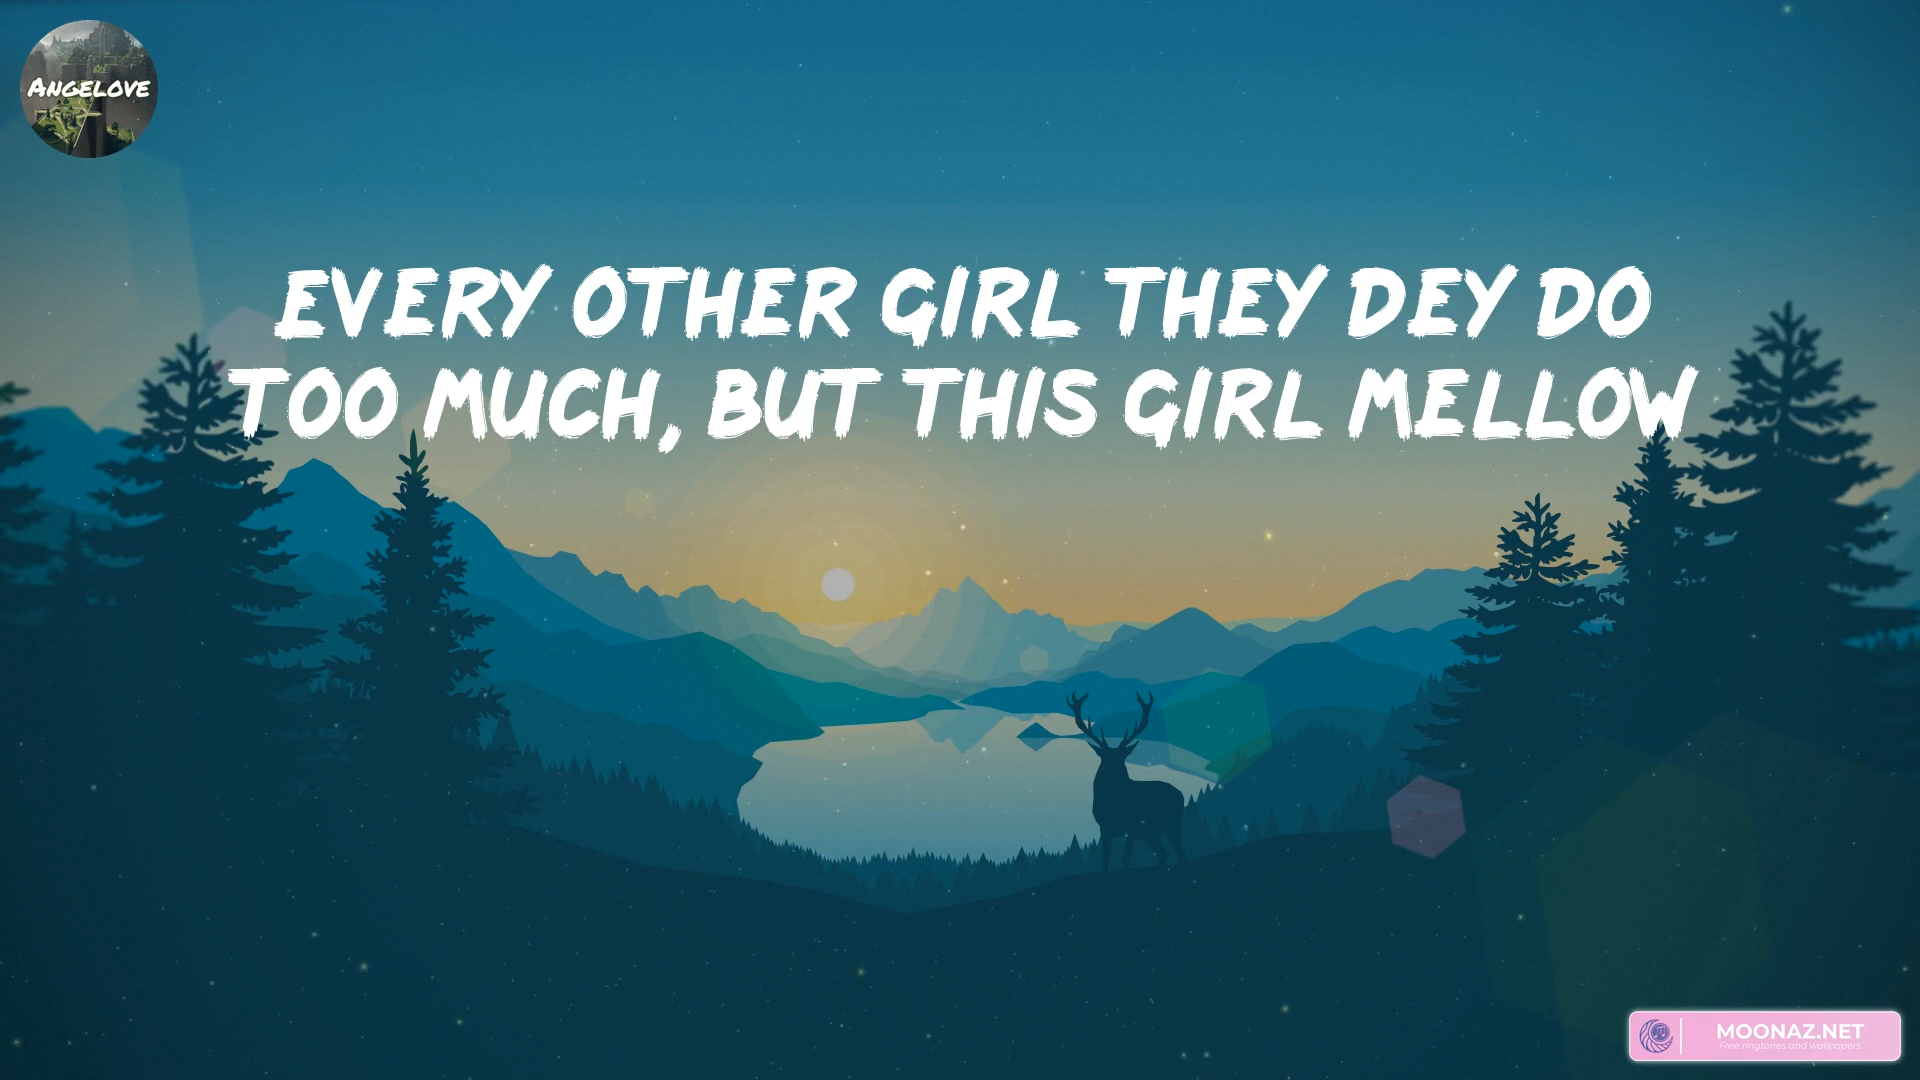 ANGELOVE
EVERY OTHER GIRL THEY DEY DO
TOO MUCH, BUT THIS GIRL MELLOW
MOONAZ.NET
Free ringtones and wallpapers